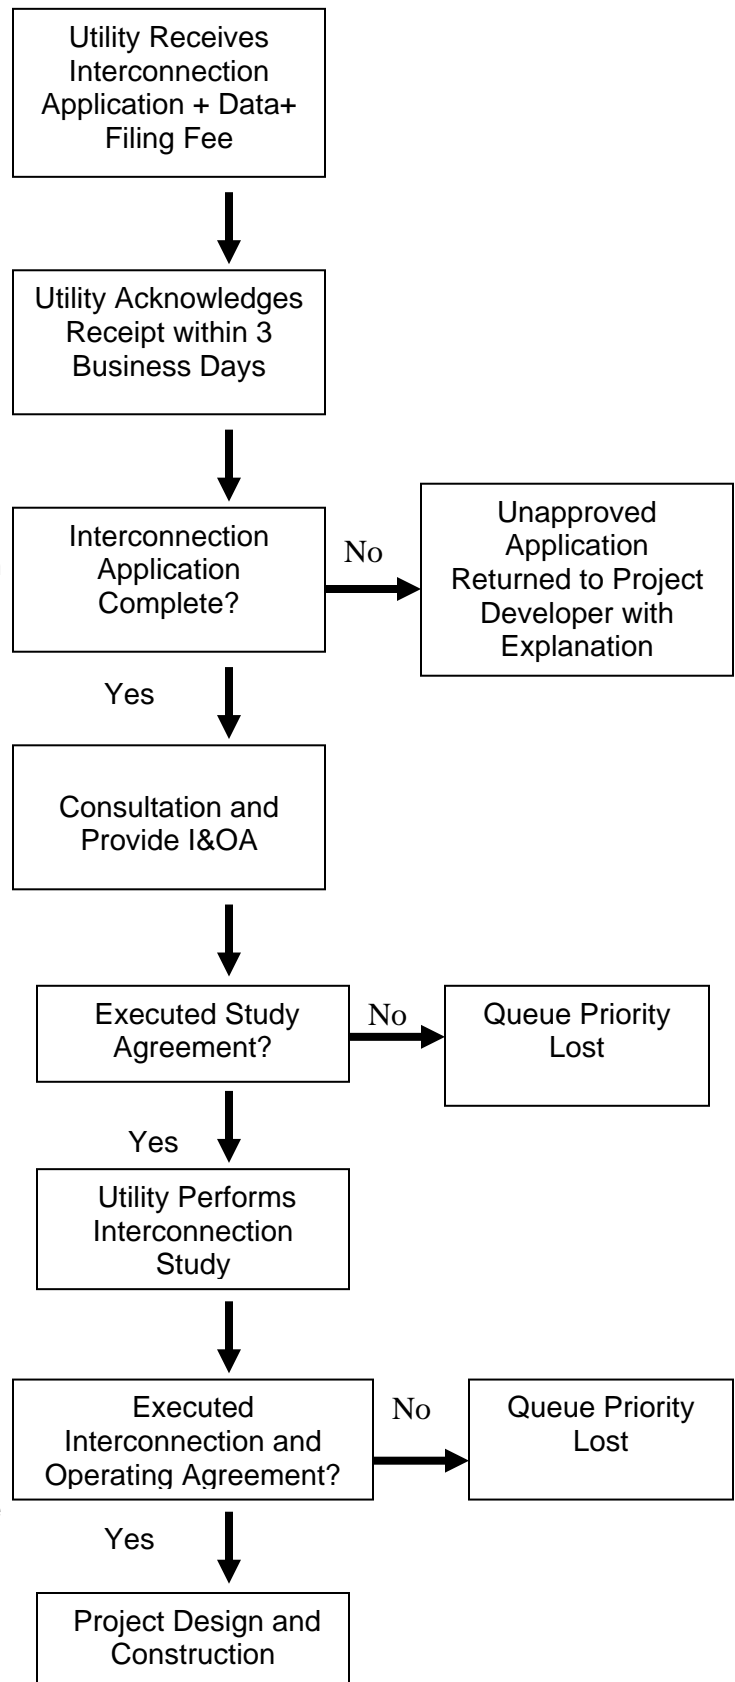 Utility Receives
Interconnection
Application + Data+
Filing Fee
Utility Acknowledges
Receipt within 3
Business Days
Interconnection
Application
Complete?
No
Unapproved
Application
Returned to Project
Developer with
Explanation
Yes
Consultation and
Provide I&OA
Executed Study
Agreement?
No
Queue Priority
Lost
Yes
Utility Performs
Interconnection
Study
Executed
Interconnection and
Operating Agreement?
No
Queue Priority
Lost
Yes
Project Design and
Construction